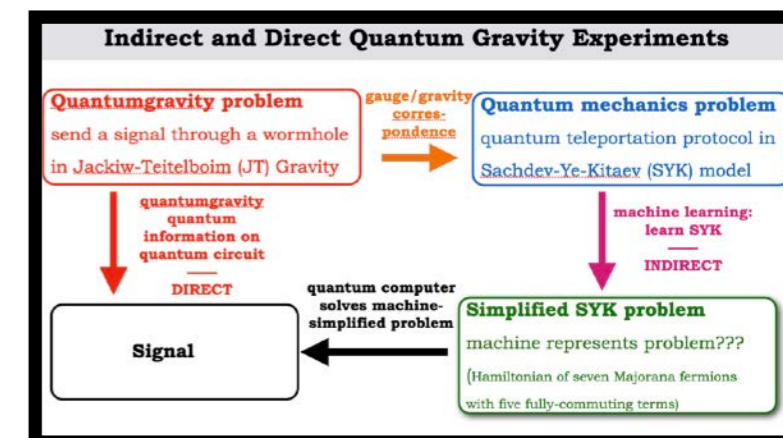 Indirect and Direct Quantum Gravity Experiments
Quantumgravity problem
send a signal through a wormhole
in Jackiw-Teitelboim (JT) Gravity
gauge/gravity
corres-
pondence
Quantum mechanics problem
quantum teleportation protocol in
Sachdev-Ye-Kitaev (SYK) model
quantumgravity
quantum
information on
quantum circuit
DIRECT
machine learning:
learn SYK
INDIRECT
quantum computer
solves machine-
simplified problem
Signal
Simplified SYK problem
machine represents problem???
(Hamiltonian of seven Majorana fermions
with five fully-commuting terms)